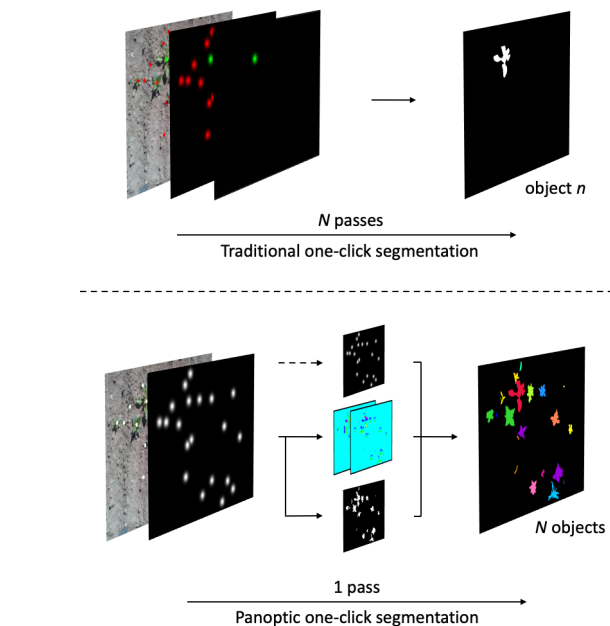 object n
N passes
Traditional one-click segmentation
N objects
1 pass
Panoptic one-click segmentation